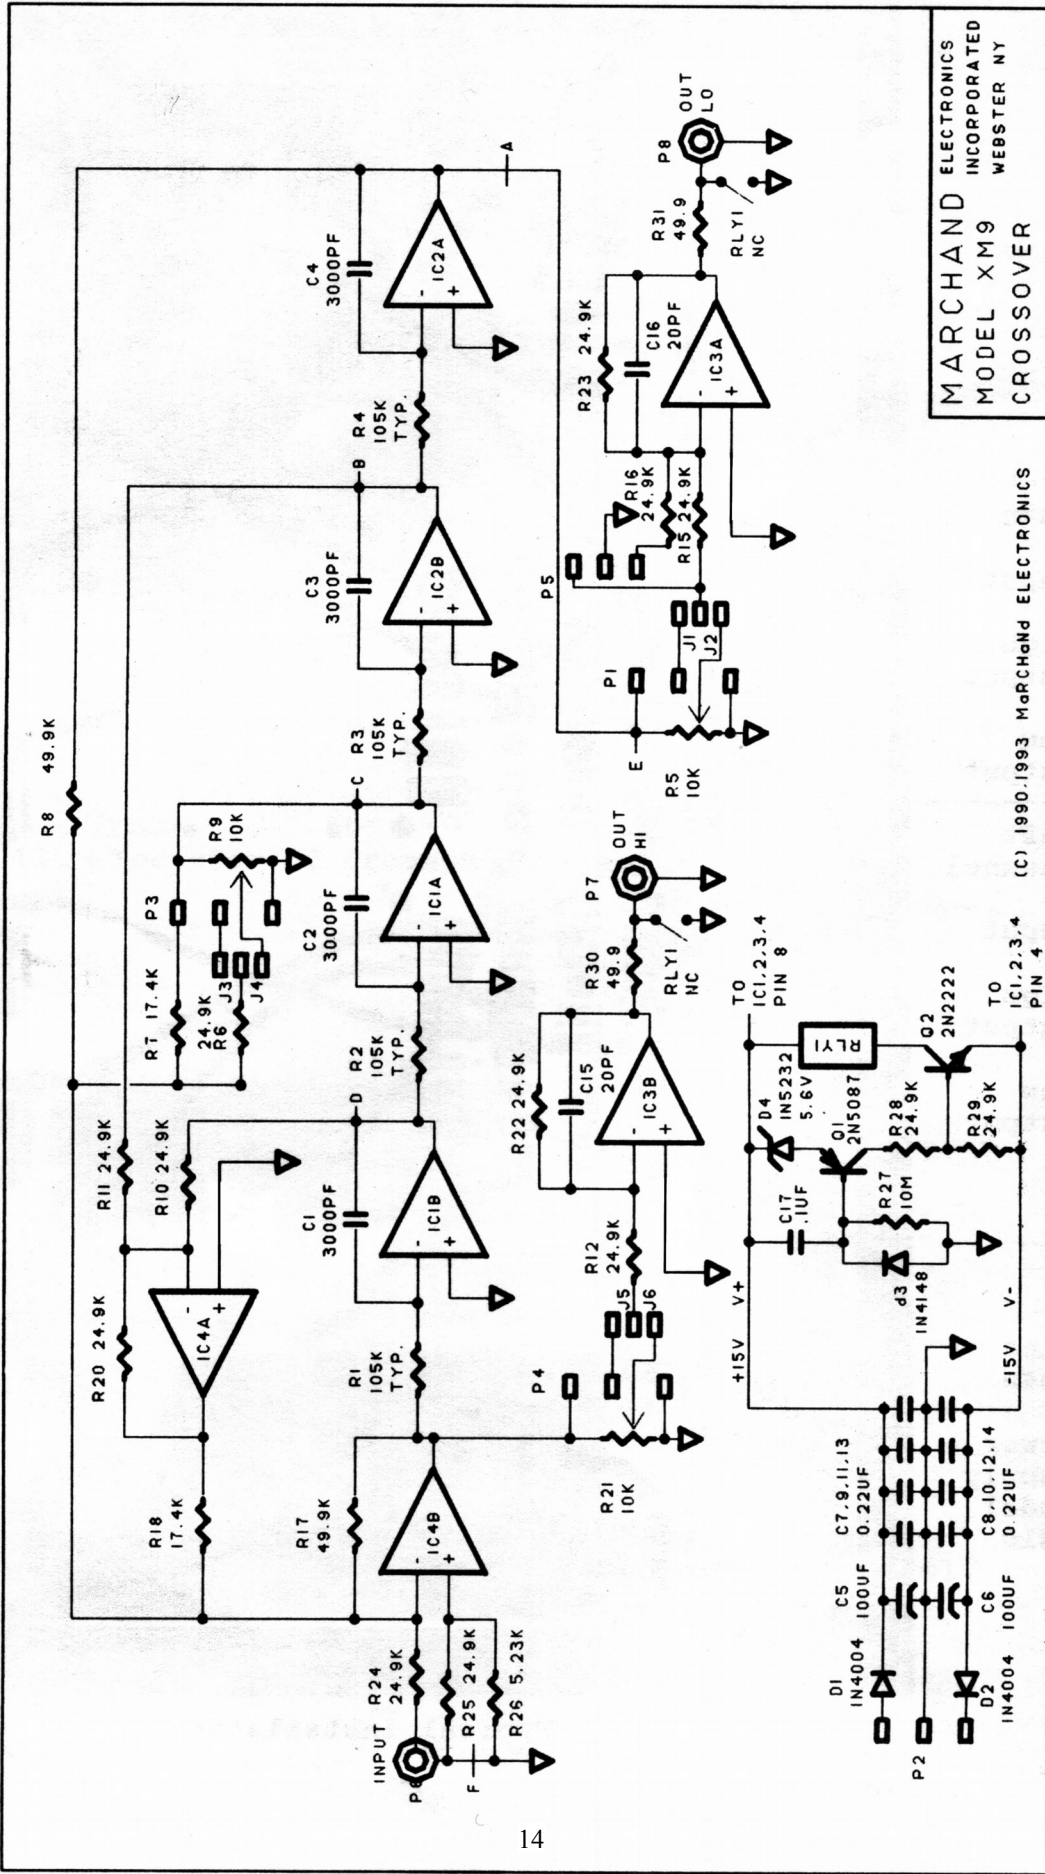 R8 49.9K
C4
3000PF
IC2A
-
+
A
R4
105K
TYP.
B
C3
3000PF
IC2B
-
+
R3
105K
TYP.
C
R9
10K
P3
R7 17.4K
24.9K
R6
J3
J4
C2
3000PF
IC1A
-
+
R2
105K
TYP.
D
R11 24.9K
R10 24.9K
C1
3000PF
IC1B
-
+
R20 24.9K
IC4A
-
+
R1
105K
TYP.
R18
17.4K
R17
49.9K
IC4B
-
+
INPUT
P6
R24
24.9K
R25 24.9K
R26 5.23K
F
P4
R21
10K
J5
J6
R12
24.9K
R22 24.9K
C15
20PF
IC3B
-
+
R30
49.9
RLY1
NC
P7
OUT
HI
E
R5
10K
P1
J1
J2
P5
R16
24.9K
R15 24.9K
R23 24.9K
C16
20PF
IC3A
-
+
R31
49.9
RLY1
NC
P8
OUT
LO
P2
D1
1N4004
D2
1N4004
C5
100UF
C6
100UF
C7,9,11,13
0.22UF
C8,10,12,14
0.22UF
+15V V+
-15V V-
C17
.1UF
d3
1N4148
R27
10M
D4
1N5232
5.6V
Q1
2N5087
R28
24.9K
R29
24.9K
RLY1
Q2
2N2222
TO
IC1,2,3,4
PIN 8
TO
IC1,2,3,4
PIN 4
(C) 1990,1993 MaRCHaNd ELECTRONICS
MARCHAND ELECTRONICS
INCORPORATED
MODEL XM9
WEBSTER NY
CROSSOVER
14